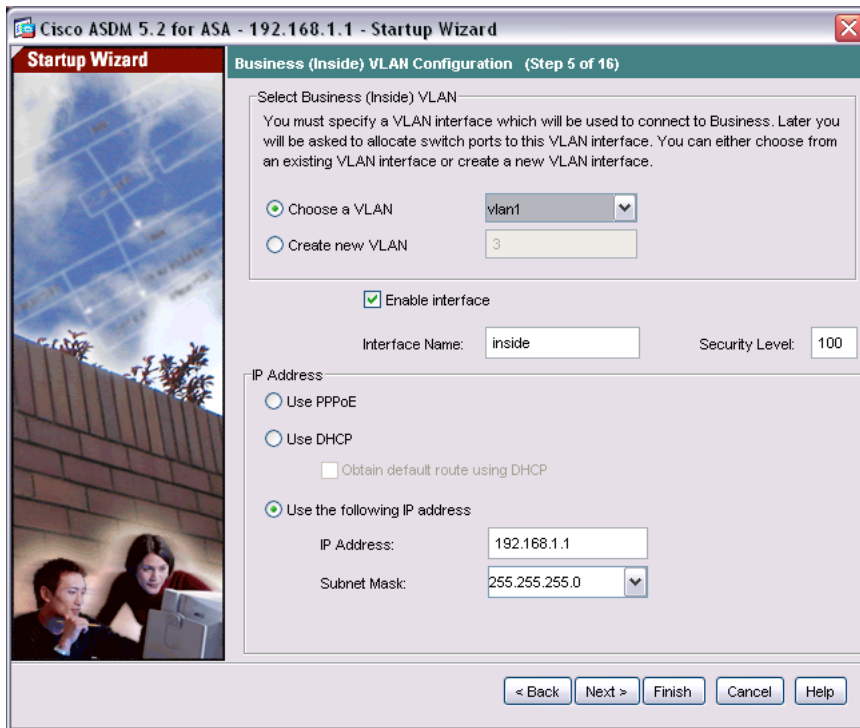 Cisco ASDM 5.2 for ASA - 192.168.1.1 - Startup Wizard
Startup Wizard
Business (Inside) VLAN Configuration (Step 5 of 16)
Select Business (Inside) VLAN
You must specify a VLAN interface which will be used to connect to Business. Later you
will be asked to allocate switch ports to this VLAN interface. You can either choose from
an existing VLAN interface or create a new VLAN interface.
Choose a VLAN vlan1
Create new VLAN 3
Enable interface
Interface Name: inside Security Level: 100
IP Address
Use PPPoE
Use DHCP
Obtain default route using DHCP
Use the following IP address
IP Address: 192.168.1.1
Subnet Mask: 255.255.255.0
< Back Next > Finish Cancel Help